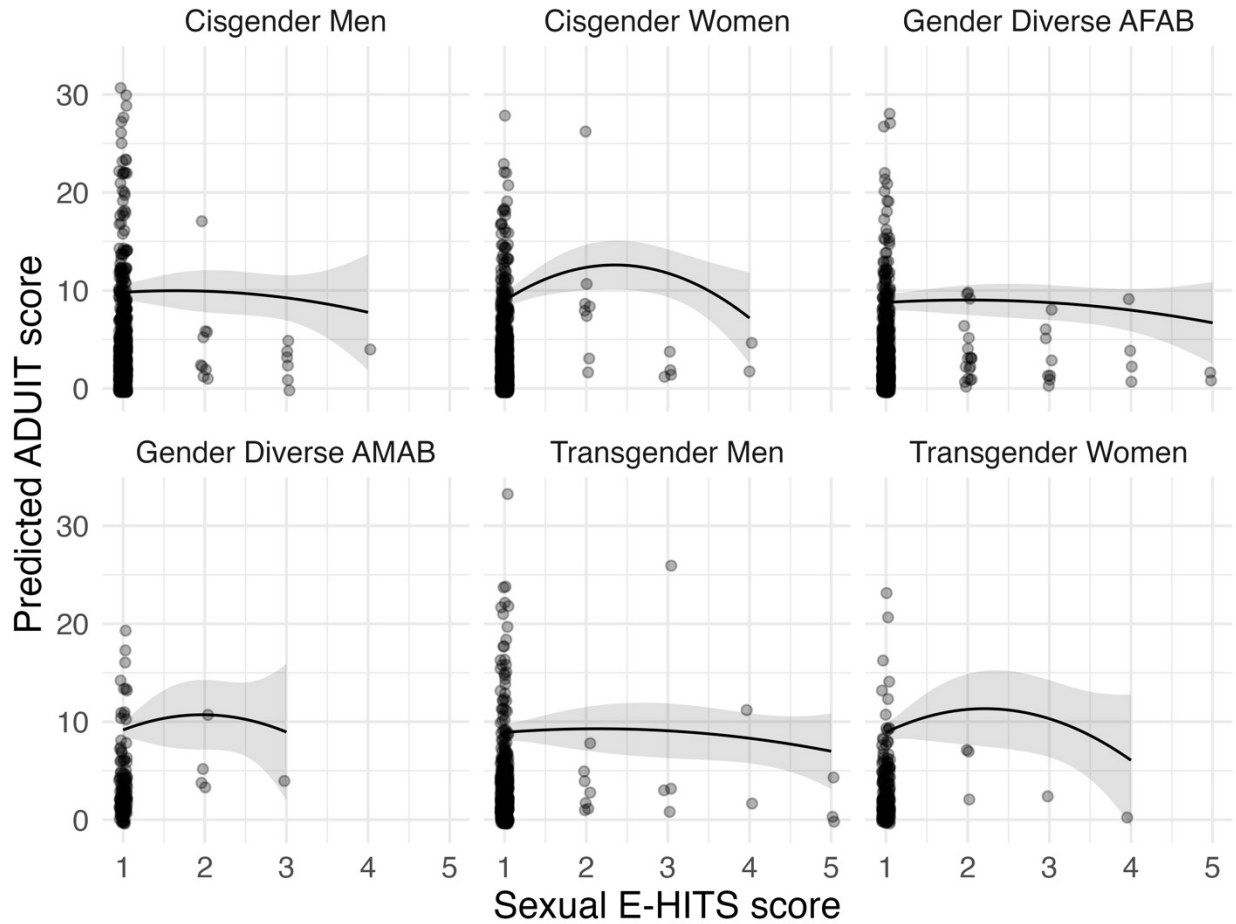 Cisgender Men
Cisgender Women
Gender Diverse AFAB
30
20
10
0
Gender Diverse AMAB
Transgender Men
Transgender Women
30
20
10
0
1 2 3 4 5
1 2 3 4 5
1 2 3 4 5
Predicted ADUIT score
Sexual E-HITS score